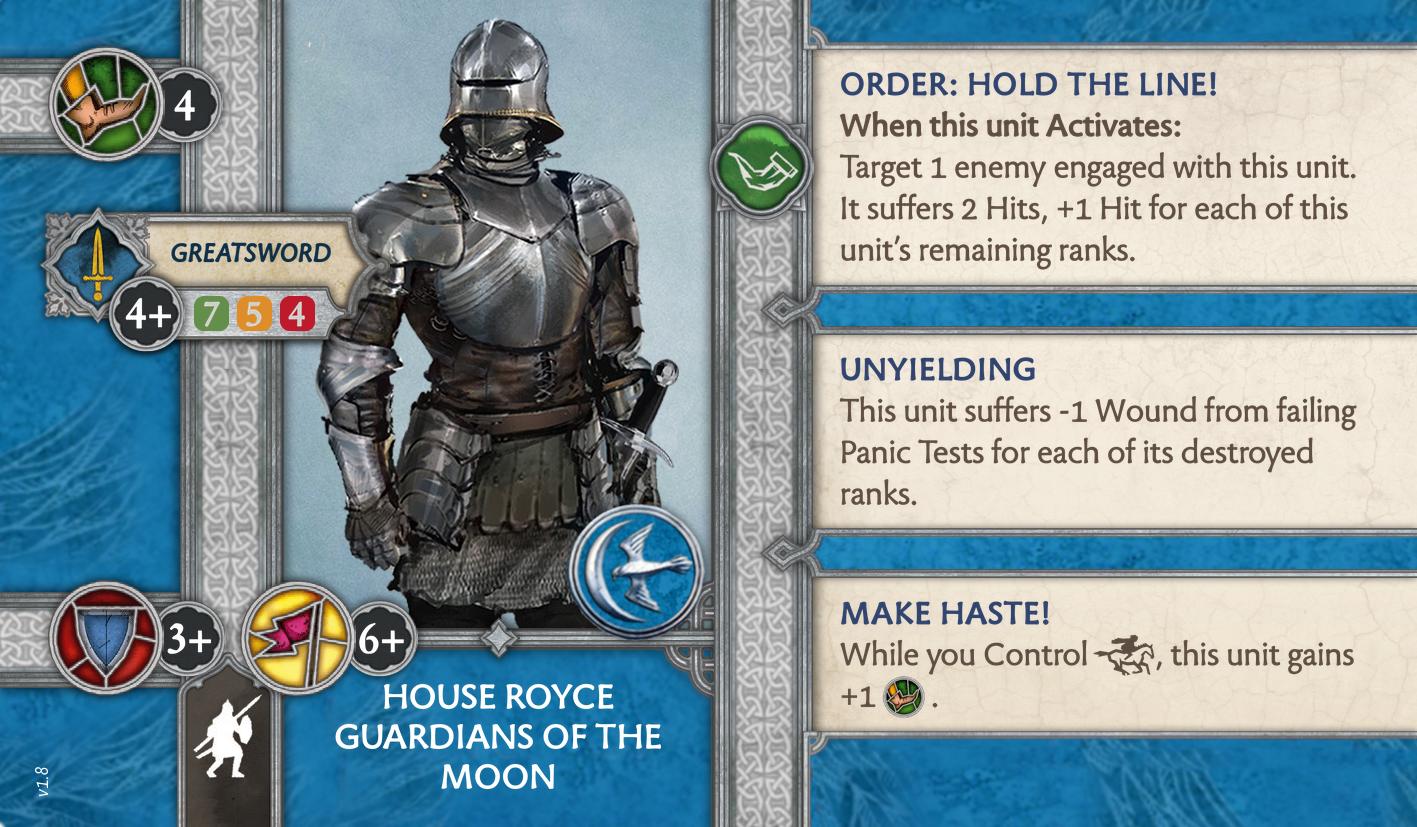 4
GREATSWORD
4+ 7 5 4
3+ 6+
HOUSE ROYCE
GUARDIANS OF THE
MOON
v1.8
ORDER: HOLD THE LINE!
When this unit Activates:
Target 1 enemy engaged with this unit.
It suffers 2 Hits, +1 Hit for each of this
unit's remaining ranks.
UNYIELDING
This unit suffers -1 Wound from failing
Panic Tests for each of its destroyed
ranks.
MAKE HASTE!
While you Control , this unit gains
+1 .